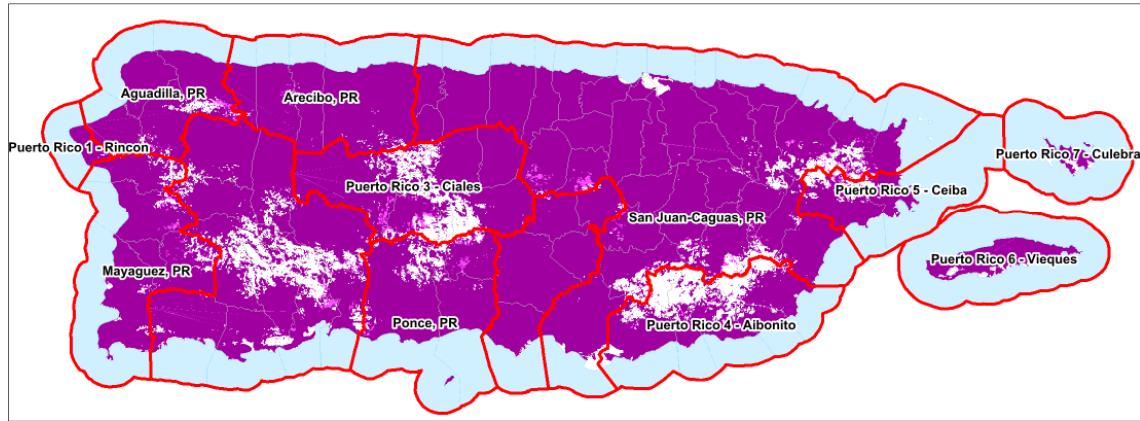 Aguadilla, PR
Arecibo, PR
Puerto Rico 1 - Rincon
Puerto Rico 7 - Culebra
Puerto Rico 3 - Ciales
Puerto Rico 5 - Ceiba
San Juan-Caguas, PR
Mayaguez, PR
Puerto Rico 6 - Vieques
Ponce, PR
Puerto Rico 4 - Aibonito